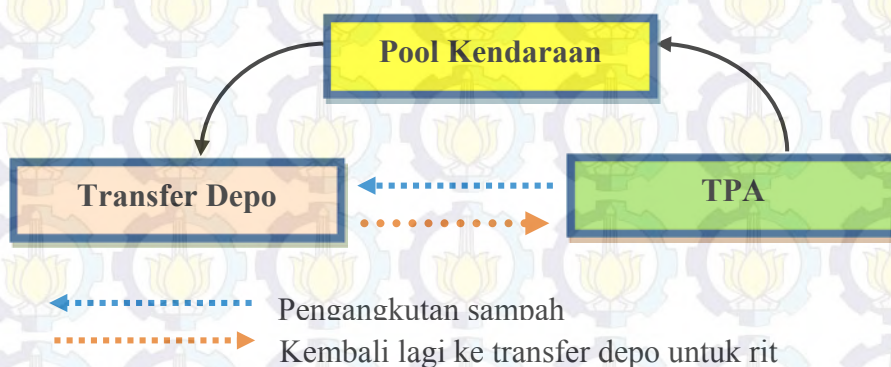 Pool Kendaraan
Transfer Depo
TPA
Pengangkutan sampah
Kembali lagi ke transfer depo untuk rit